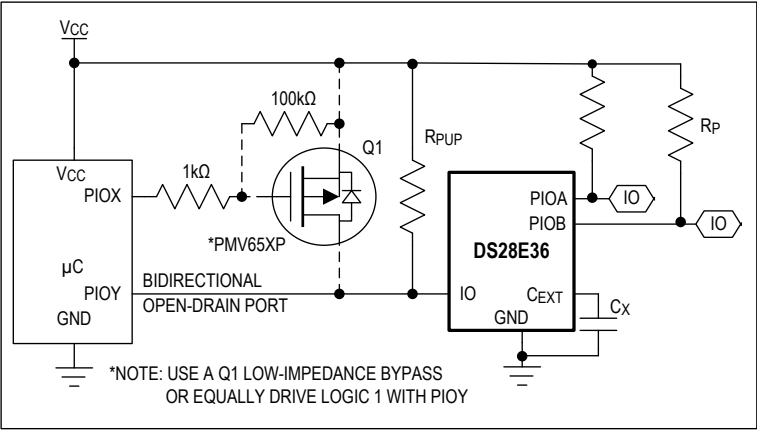 VCC
100kΩ
Q1
RPUP
RP
VCC
1kΩ
PIOX
PIOA
IO
PIOB
IO
*PMV65XP
DS28E36
µC
BIDIRECTIONAL
PIOY
OPEN-DRAIN PORT
IO
CEXT
CX
GND
GND
*NOTE: USE A Q1 LOW-IMPEDANCE BYPASS
OR EQUALLY DRIVE LOGIC 1 WITH PIOY